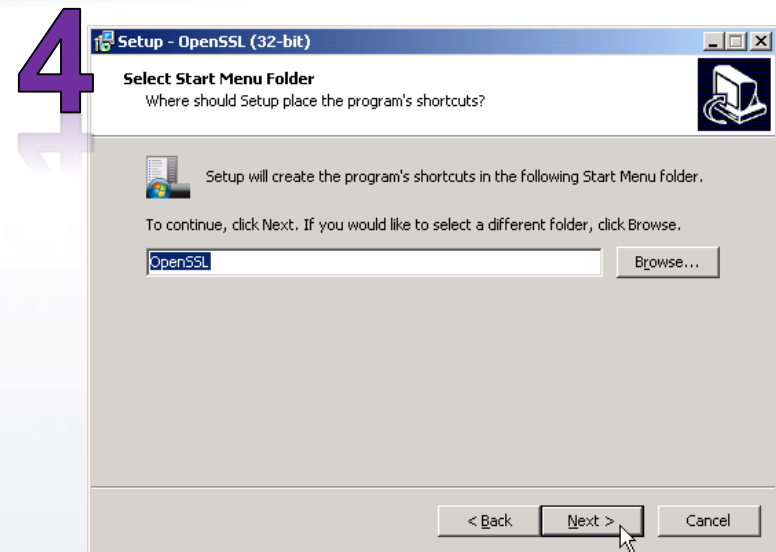 4
Setup - OpenSSL (32-bit)
Select Start Menu Folder
Where should Setup place the program's shortcuts?
Setup will create the program's shortcuts in the following Start Menu folder.
To continue, click Next. If you would like to select a different folder, click Browse.
OpenSSL
Browse...
< Back
Next >
Cancel